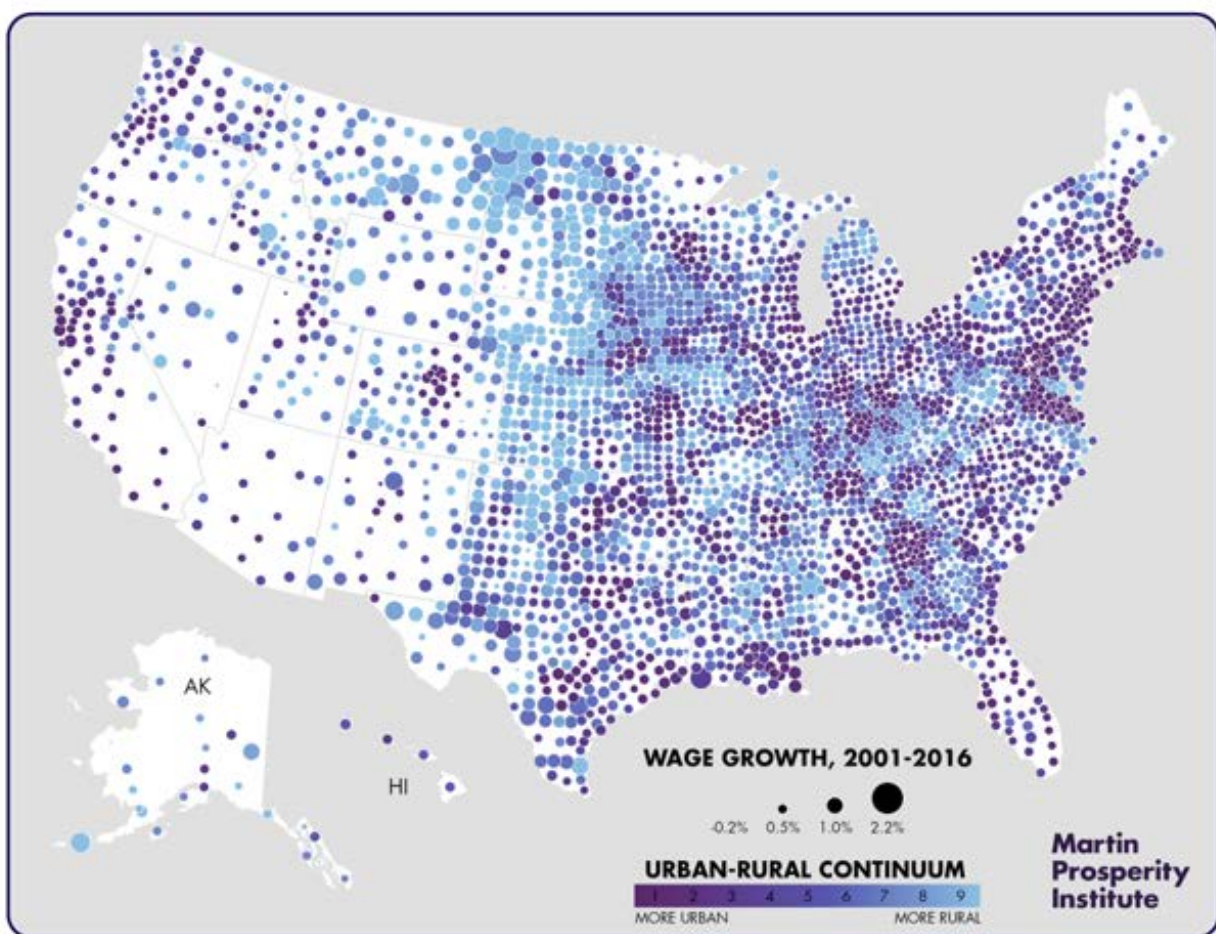 AK
HI
WAGE GROWTH, 2001-2016
-0.2% 0.5% 1.0% 2.2%
URBAN-RURAL CONTINUUM
1 2 3 4 5 6 7 8 9
MORE URBAN MORE RURAL
Martin
Prosperity
Institute